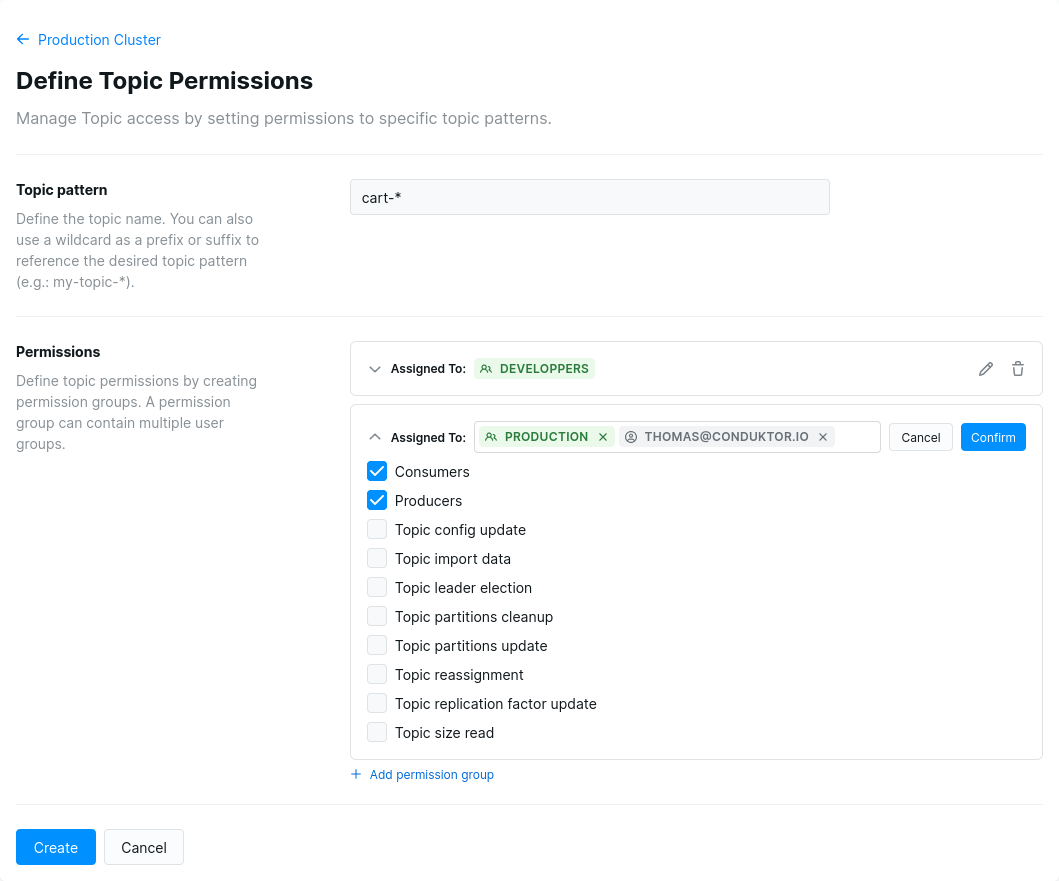 Production Cluster
Define Topic Permissions
Manage Topic access by setting permissions to specific topic patterns.
Topic pattern
Define the topic name. You can also
use a wildcard as a prefix or suffix to
reference the desired topic pattern
(e.g.: my-topic-*).
cart-*
Permissions
Define topic permissions by creating
permission groups. A permission
group can contain multiple user
groups.
Assigned To: DEVELOPPERS
Assigned To: PRODUCTION THOMAS@CONDUKTOR.IO Cancel Confirm
Consumers
Producers
Topic config update
Topic import data
Topic leader election
Topic partitions cleanup
Topic partitions update
Topic reassignment
Topic replication factor update
Topic size read
Add permission group
Create Cancel